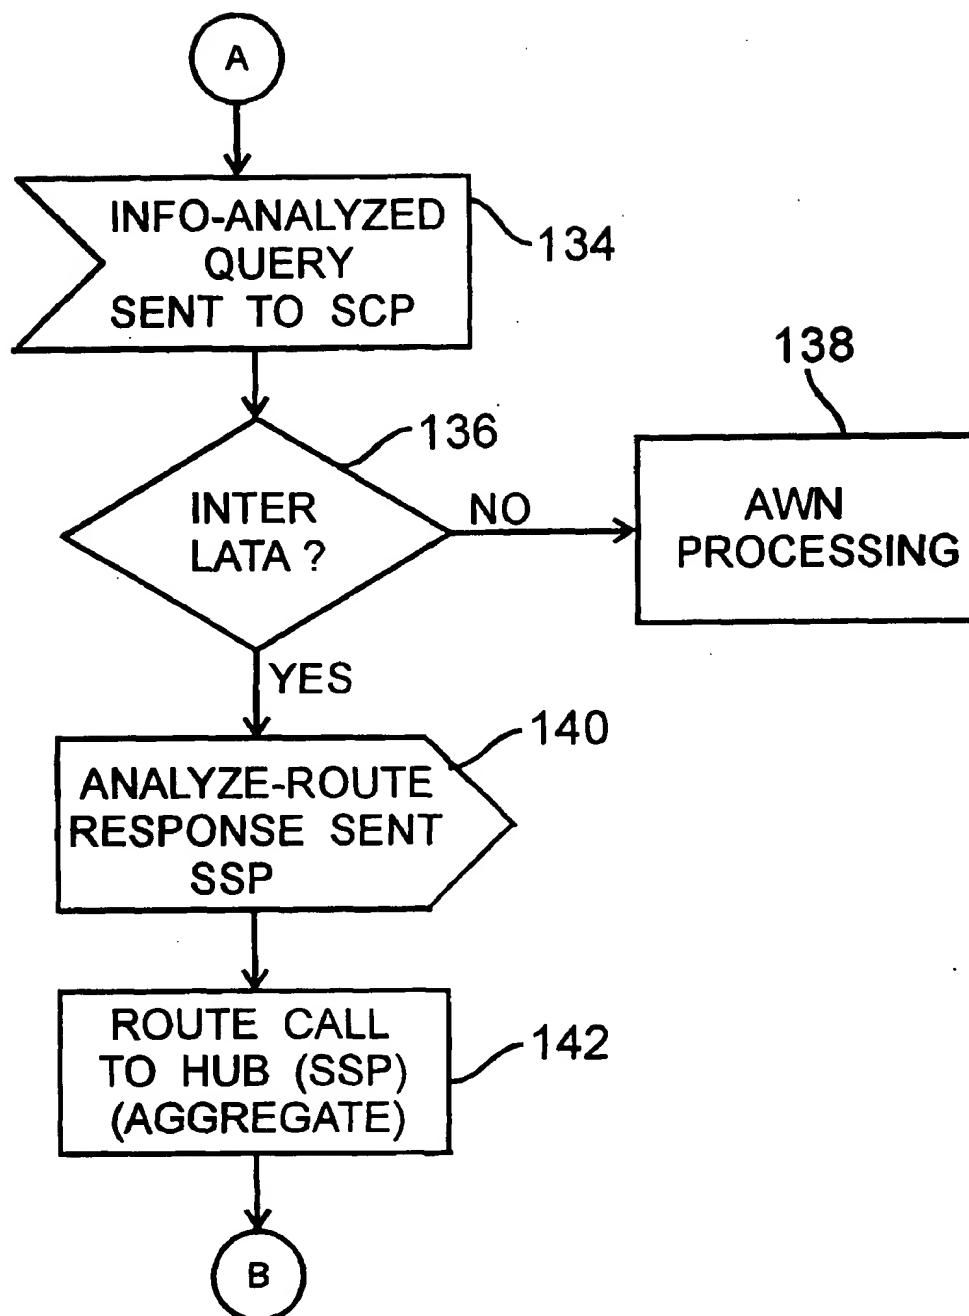 A
INFO-ANALYZED
QUERY
SENT TO SCP
134
136
INTER
LATA ?
NO
138
AWN
PROCESSING
YES
140
ANALYZE-ROUTE
RESPONSE SENT
SSP
ROUTE CALL
TO HUB (SSP)
(AGGREGATE)
142
B